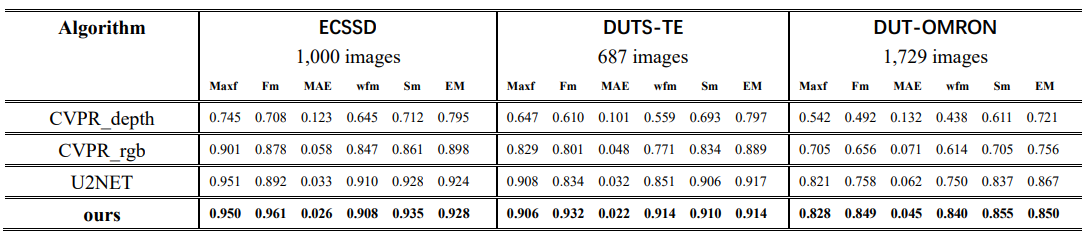 Algorithm ECSSD DUTS-TE DUT-OMRON
1,000 images 687 images 1,729 images
Maxf Fm MAE wfm Sm EM Maxf Fm MAE wfm Sm EM Maxf Fm MAE wfm Sm EM
CVPR_depth 0.745 0.708 0.123 0.645 0.712 0.795 0.647 0.610 0.101 0.559 0.693 0.797 0.542 0.492 0.132 0.438 0.611 0.721
CVPR_rgb 0.901 0.878 0.058 0.847 0.861 0.898 0.829 0.801 0.048 0.771 0.834 0.889 0.705 0.656 0.071 0.614 0.705 0.756
U2NET 0.951 0.892 0.033 0.910 0.928 0.924 0.908 0.834 0.032 0.851 0.906 0.917 0.821 0.758 0.062 0.750 0.837 0.867
ours 0.950 0.961 0.026 0.908 0.935 0.928 0.906 0.932 0.022 0.914 0.910 0.914 0.828 0.849 0.045 0.840 0.855 0.850